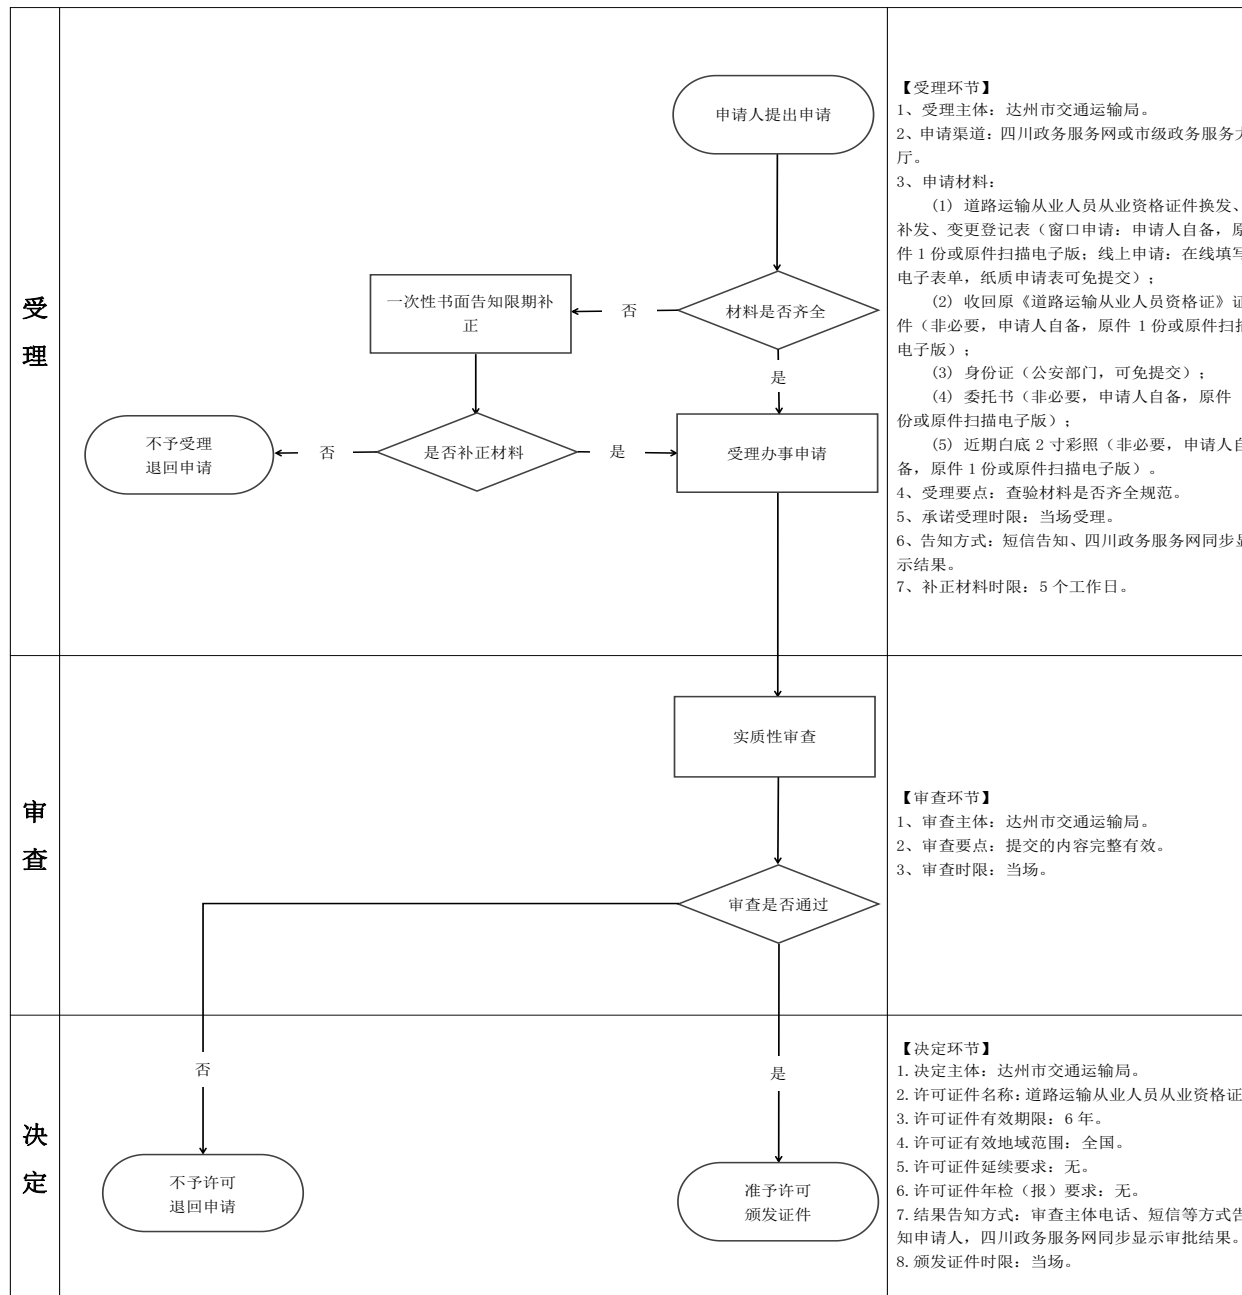 受
理
申请人提出申请
材料是否齐全
否
一次性书面告知限期补
正
是
是否补正材料
否
不予受理
退回申请
是
受理办事申请
【受理环节】
1、受理主体：达州市交通运输局。
2、申请渠道：四川政务服务网或市级政务服务大
厅。
3、申请材料：
（1）道路运输从业人员从业资格证件换发、
补发、变更登记表（窗口申请：申请人自备，原
件 1 份或原件扫描电子版；线上申请：在线填写
电子表单，纸质申请表可免提交）；
（2）收回原《道路运输从业人员资格证》证
件（非必要，申请人自备，原件 1 份或原件扫描
电子版）；
（3）身份证（公安部门，可免提交）；
（4）委托书（非必要，申请人自备，原件
份或原件扫描电子版）；
（5）近期白底 2 寸彩照（非必要，申请人自
备，原件 1 份或原件扫描电子版）。
4、受理要点：查验材料是否齐全规范。
5、承诺受理时限：当场受理。
6、告知方式：短信告知、四川政务服务网同步显
示结果。
7、补正材料时限：5 个工作日。
审
查
实质性审查
审查是否通过
【审查环节】
1、审查主体：达州市交通运输局。
2、审查要点：提交的内容完整有效。
3、审查时限：当场。
决
定
否
不予许可
退回申请
是
准予许可
颁发证件
【决定环节】
1.决定主体：达州市交通运输局。
2.许可证件名称：道路运输从业人员从业资格证
3.许可证件有效期限：6 年。
4.许可证有效地域范围：全国。
5.许可证件延续要求：无。
6.许可证件年检（报）要求：无。
7.结果告知方式：审查主体电话、短信等方式告
知申请人，四川政务服务网同步显示审批结果。
8.颁发证件时限：当场。